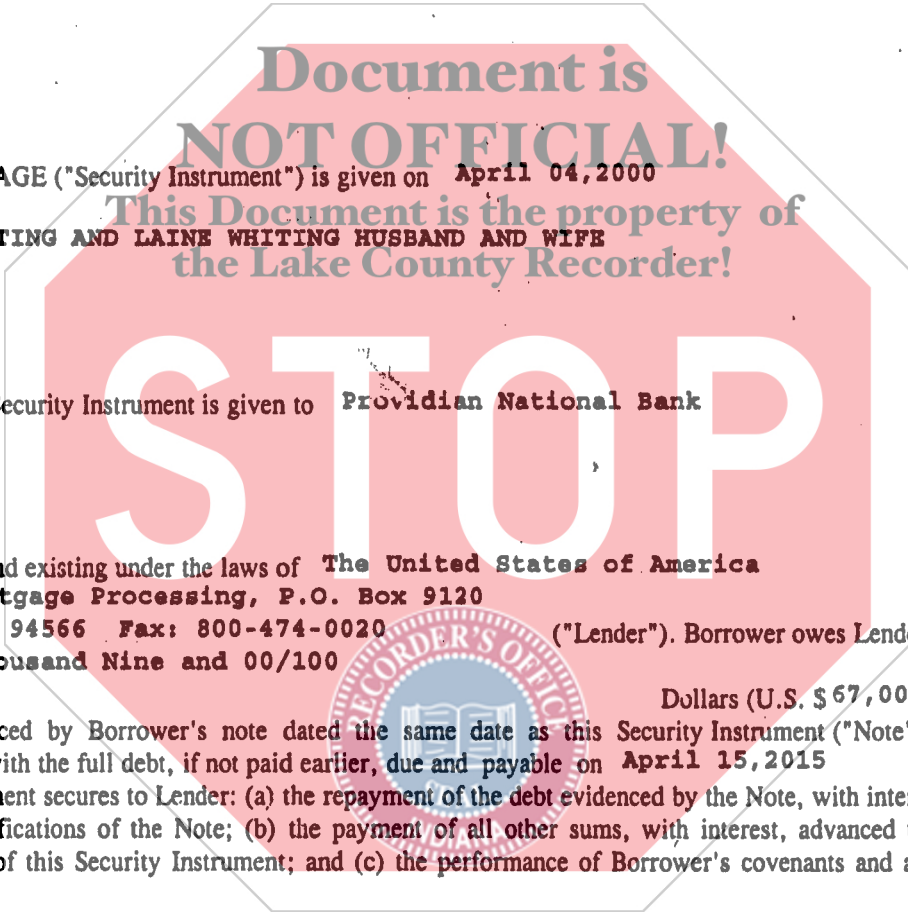 Document is
NOT OFFICIAL!
AGE ("Security Instrument") is given on April 04,2000
This Document is the property of
TING AND LAINE WHITING HUSBAND AND WIFE
the Lake County Recorder!
STOP
ecurity Instrument is given to Providian National Bank
d existing under the laws of The United States of America
tgage Processing, P.O. Box 9120
94566 Fax: 800-474-0020 ("Lender"). Borrower owes Lende
ousand Nine and 00/100
Dollars (U.S. $67,00
ced by Borrower's note dated the same date as this Security Instrument ("Note"
ith the full debt, if not paid earlier, due and payable on April 15,2015
ent secures to Lender: (a) the repayment of the debt evidenced by the Note, with inte
fications of the Note; (b) the payment of all other sums, with interest, advanced
of this Security Instrument; and (c) the performance of Borrower's covenants and a
RECORDER'S OFFICE
SEAL
INDIANA